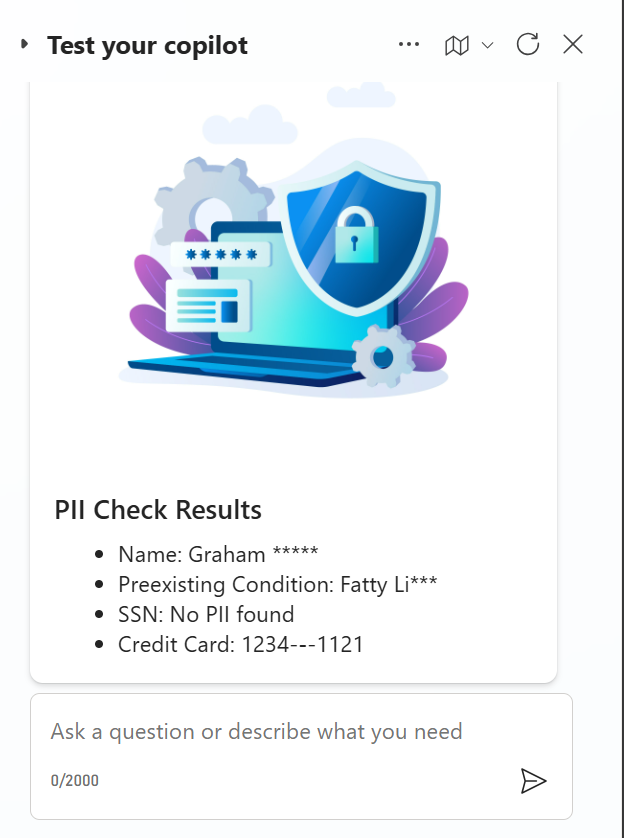 Test your copilot
*****
PII Check Results
Name: Graham *****
Preexisting Condition: Fatty Li***
SSN: No PII found
Credit Card: 1234---1121
Ask a question or describe what you need
0/2000